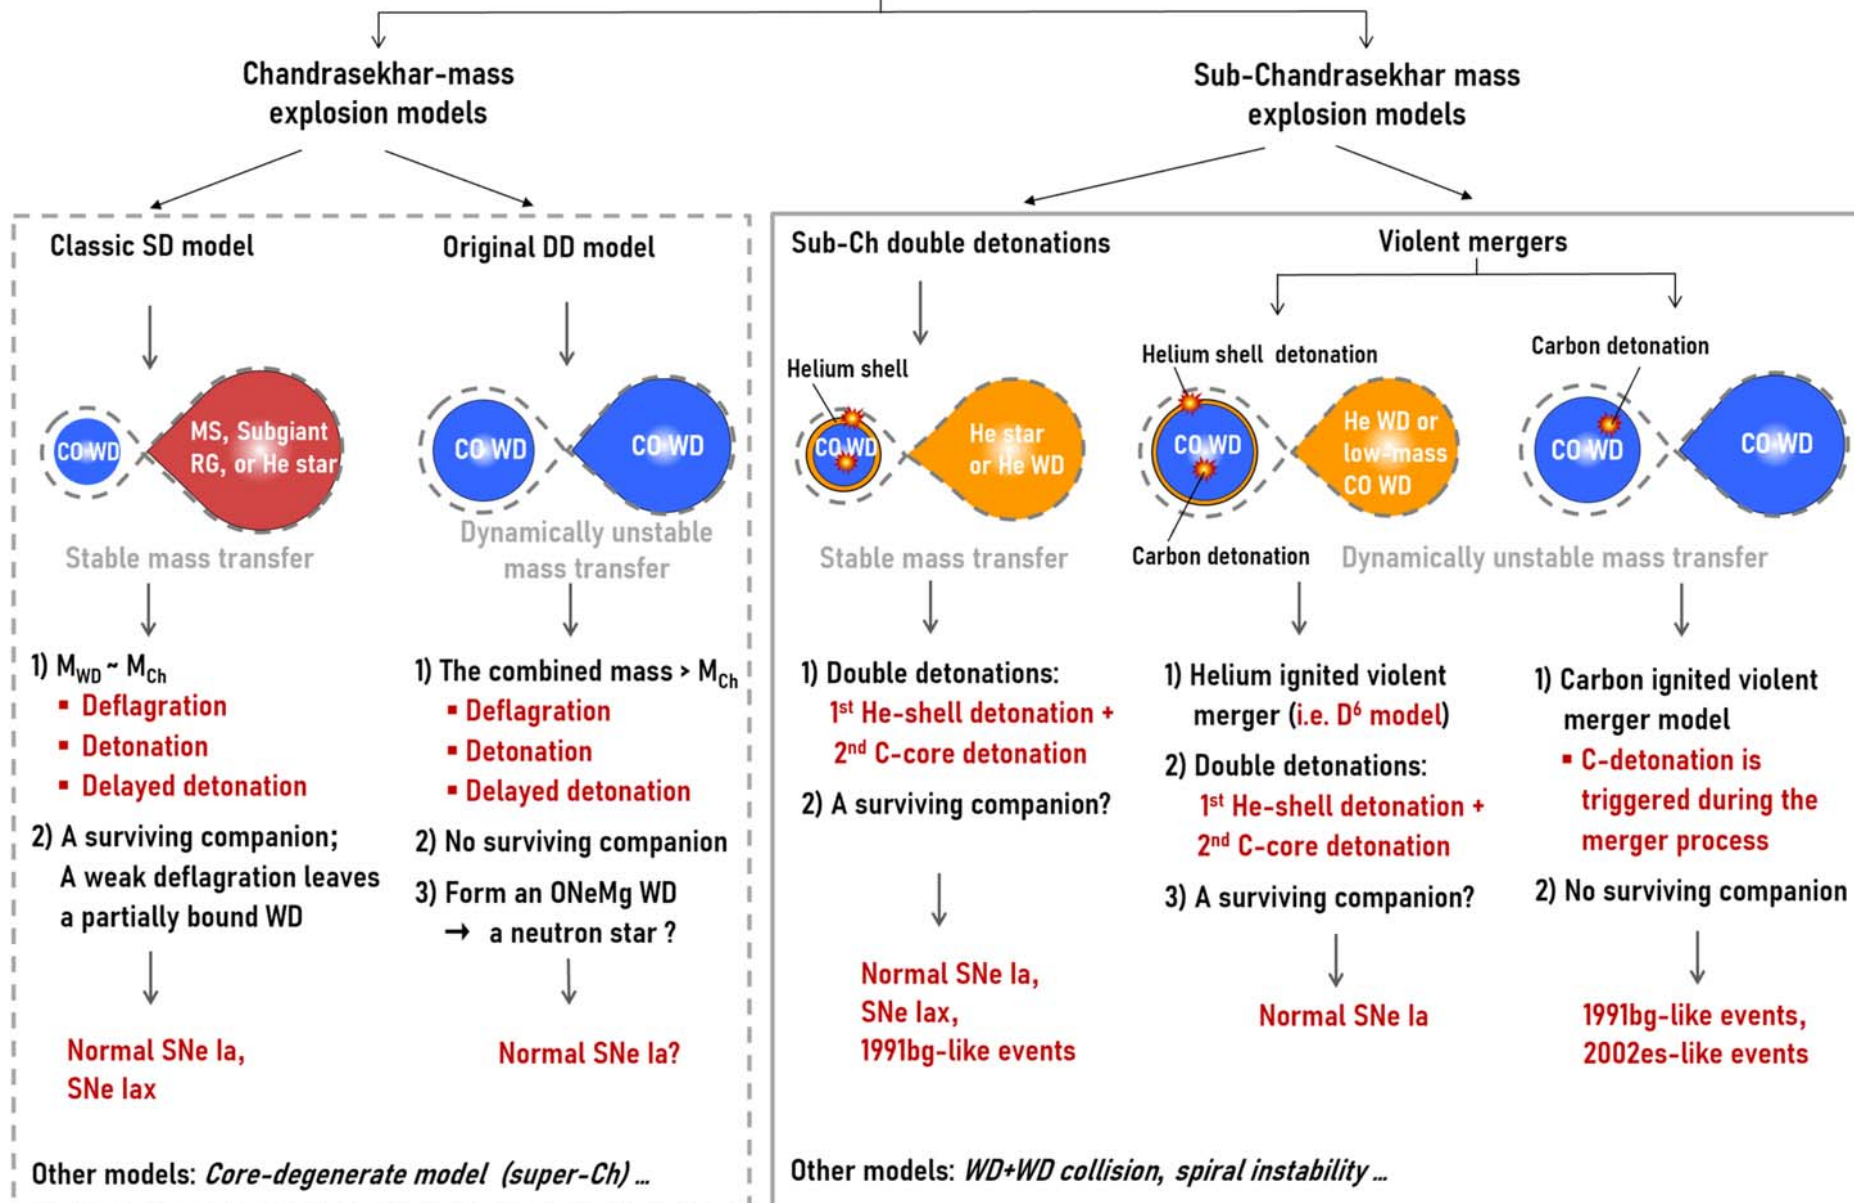 Chandrasekhar-mass
explosion models
Sub-Chandrasekhar mass
explosion models
Classic SD model
CO WD
MS, Subgiant
RG, or He star
Stable mass transfer
1) M_WD ~ M_Ch
▪ Deflagration
▪ Detonation
▪ Delayed detonation
2) A surviving companion;
A weak deflagration leaves
a partially bound WD
Normal SNe Ia,
SNe Iax
Original DD model
CO WD
CO WD
Dynamically unstable
mass transfer
1) The combined mass > M_Ch
▪ Deflagration
▪ Detonation
▪ Delayed detonation
2) No surviving companion
3) Form an ONeMg WD
→ a neutron star ?
Normal SNe Ia?
Other models: Core-degenerate model (super-Ch) ...
Sub-Ch double detonations
Helium shell
CO WD
He star
or He WD
Stable mass transfer
1) Double detonations:
1st He-shell detonation +
2nd C-core detonation
2) A surviving companion?
Normal SNe Ia,
SNe Iax,
1991bg-like events
Violent mergers
Helium shell detonation
CO WD
He WD or
low-mass
CO WD
Carbon detonation
Carbon detonation
CO WD
CO WD
Dynamically unstable mass transfer
1) Helium ignited violent
merger (i.e. D⁶ model)
2) Double detonations:
1st He-shell detonation +
2nd C-core detonation
3) A surviving companion?
Normal SNe Ia
1) Carbon ignited violent
merger model
▪ C-detonation is
triggered during the
merger process
2) No surviving companion
1991bg-like events,
2002es-like events
Other models: WD+WD collision, spiral instability ...